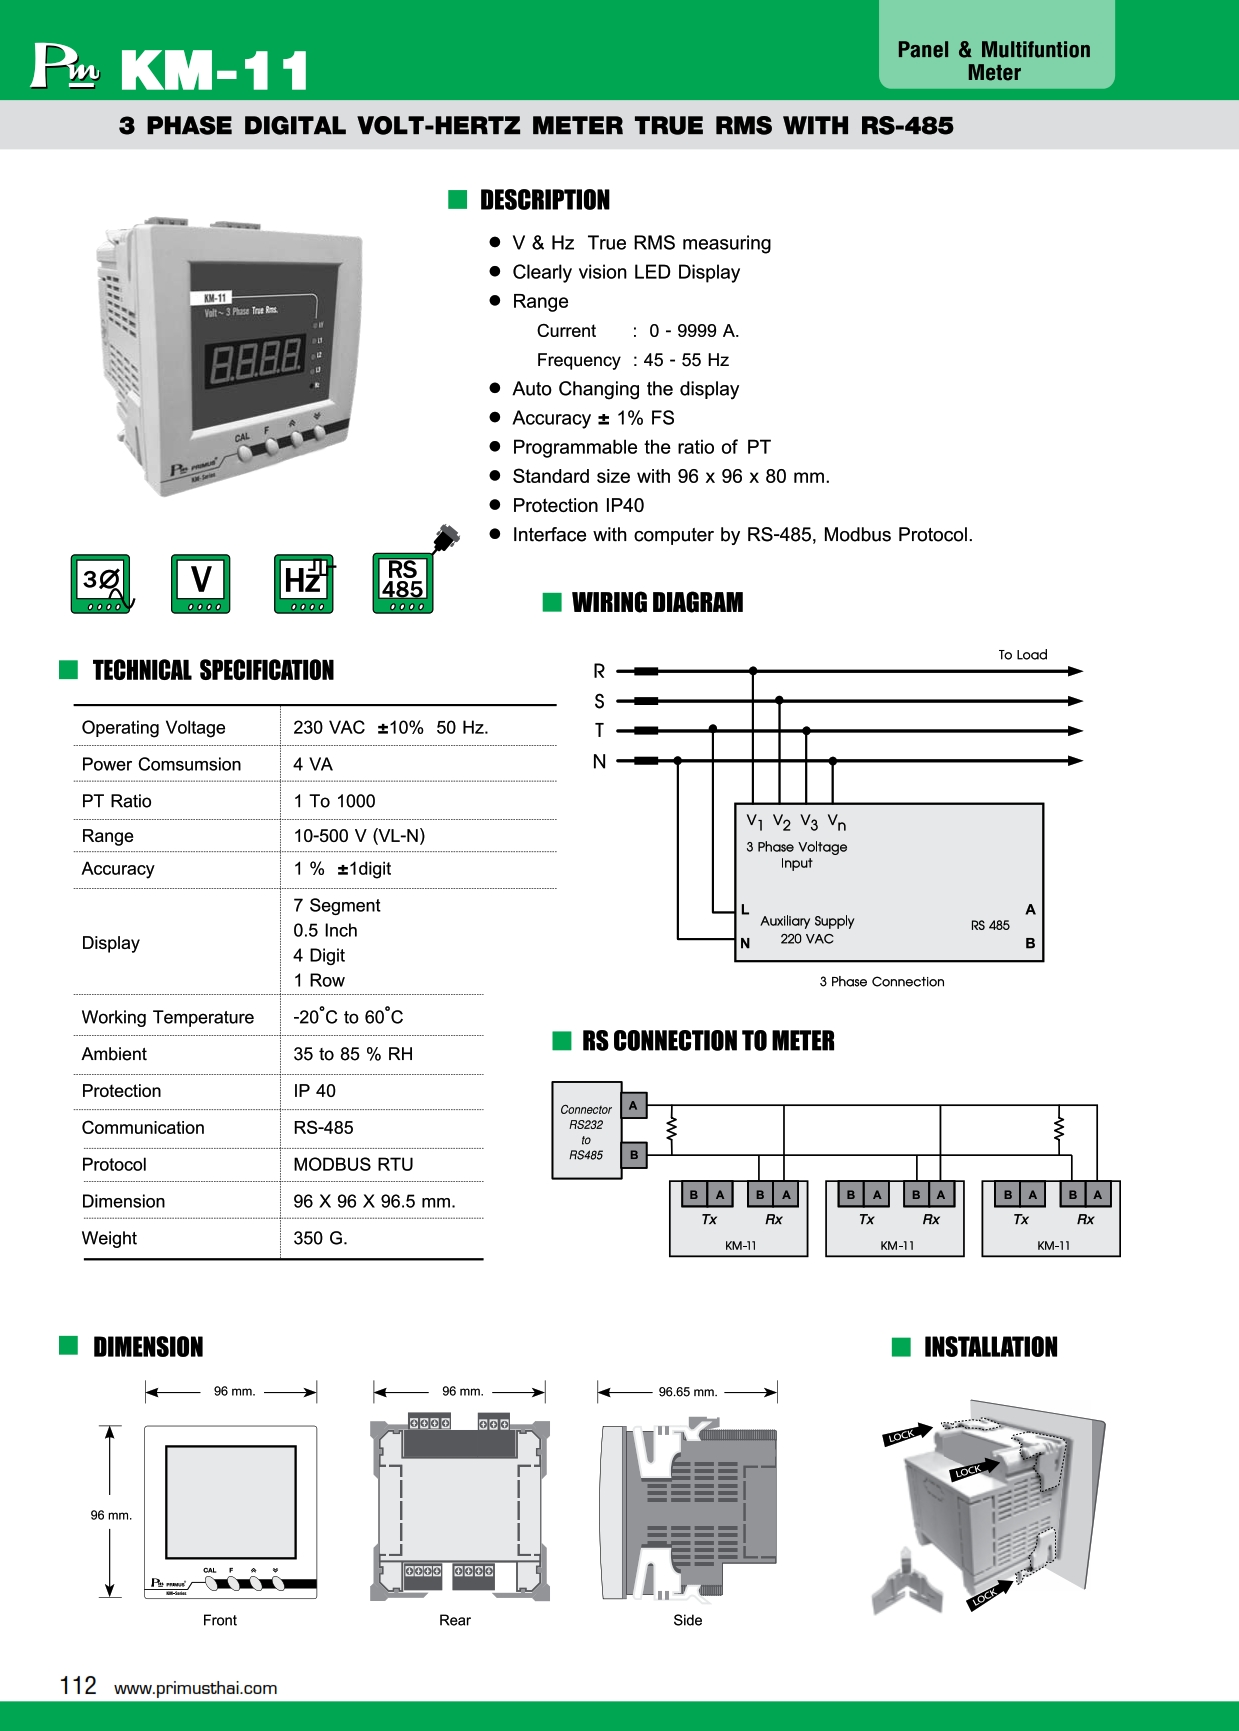 Pm KM-11
Panel & Multifuntion
Meter
3 PHASE DIGITAL VOLT-HERTZ METER TRUE RMS WITH RS-485
KM-11
Volt~ 3 Phase True Rms.
8.8.8.8
L1
L2
L3
Hz
CAL F
Pm PRIMUS
KM-Series
DESCRIPTION
V & Hz True RMS measuring
Clearly vision LED Display
Range
Current : 0 - 9999 A.
Frequency : 45 - 55 Hz
Auto Changing the display
Accuracy ± 1% FS
Programmable the ratio of PT
Standard size with 96 x 96 x 80 mm.
Protection IP40
Interface with computer by RS-485, Modbus Protocol.
3Ø
V
Hz
RS
485
TECHNICAL SPECIFICATION
Operating Voltage 230 VAC ±10% 50 Hz.
Power Comsumsion 4 VA
PT Ratio 1 To 1000
Range 10-500 V (VL-N)
Accuracy 1 % ±1digit
Display 7 Segment
0.5 Inch
4 Digit
1 Row
Working Temperature -20°C to 60°C
Ambient 35 to 85 % RH
Protection IP 40
Communication RS-485
Protocol MODBUS RTU
Dimension 96 X 96 X 96.5 mm.
Weight 350 G.
WIRING DIAGRAM
To Load
R
S
T
N
V1 V2 V3 Vn
3 Phase Voltage
Input
L A
Auxiliary Supply RS 485
220 VAC
N B
3 Phase Connection
RS CONNECTION TO METER
Connector
RS232
to
RS485
A
B
B A B A B A B A B A B A
Tx Rx Tx Rx Tx Rx
KM-11 KM-11 KM-11
DIMENSION
96 mm. 96 mm. 96.65 mm.
96 mm.
CAL F
Pm PRIMUS
KM-Series
Front Rear Side
INSTALLATION
LOCK
LOCK
LOCK
112 www.primusthai.com